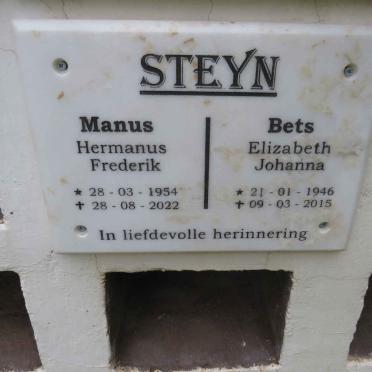 STEYN
Manus
Hermanus
Frederik
★ 28 - 03 - 1954
✝ 28 - 08 - 2022
Bets
Elizabeth
Johanna
★ 21 - 01 - 1946
✝ 09 - 03 - 2015
In liefdevolle herinnering